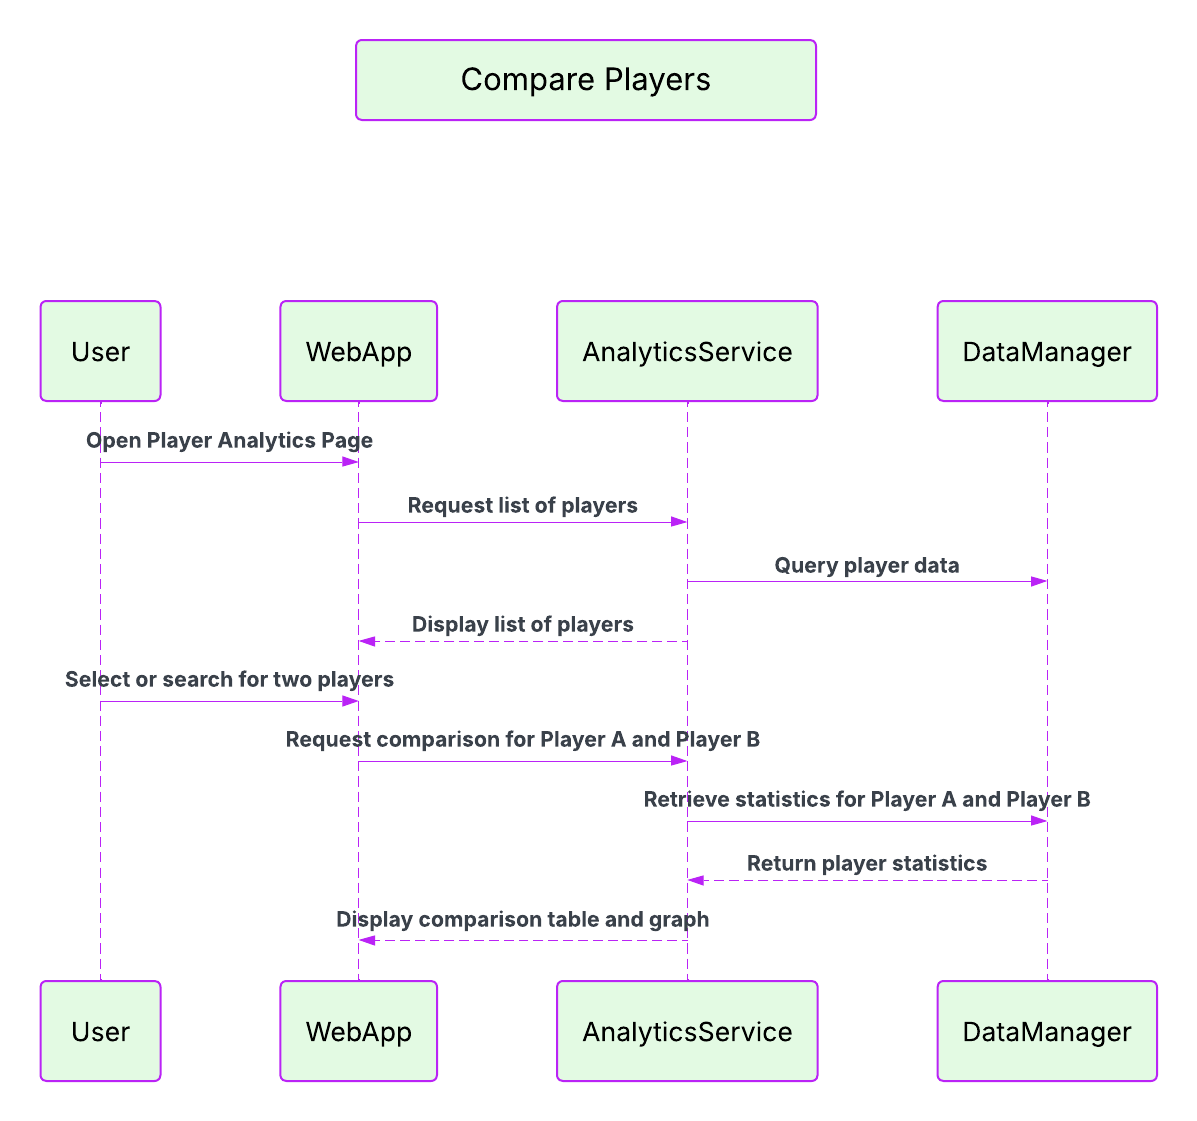 Compare Players
User
WebApp
AnalyticsService
DataManager
Open Player Analytics Page
Request list of players
Query player data
Display list of players
Select or search for two players
Request comparison for Player A and Player B
Retrieve statistics for Player A and Player B
Return player statistics
Display comparison table and graph
User
WebApp
AnalyticsService
DataManager